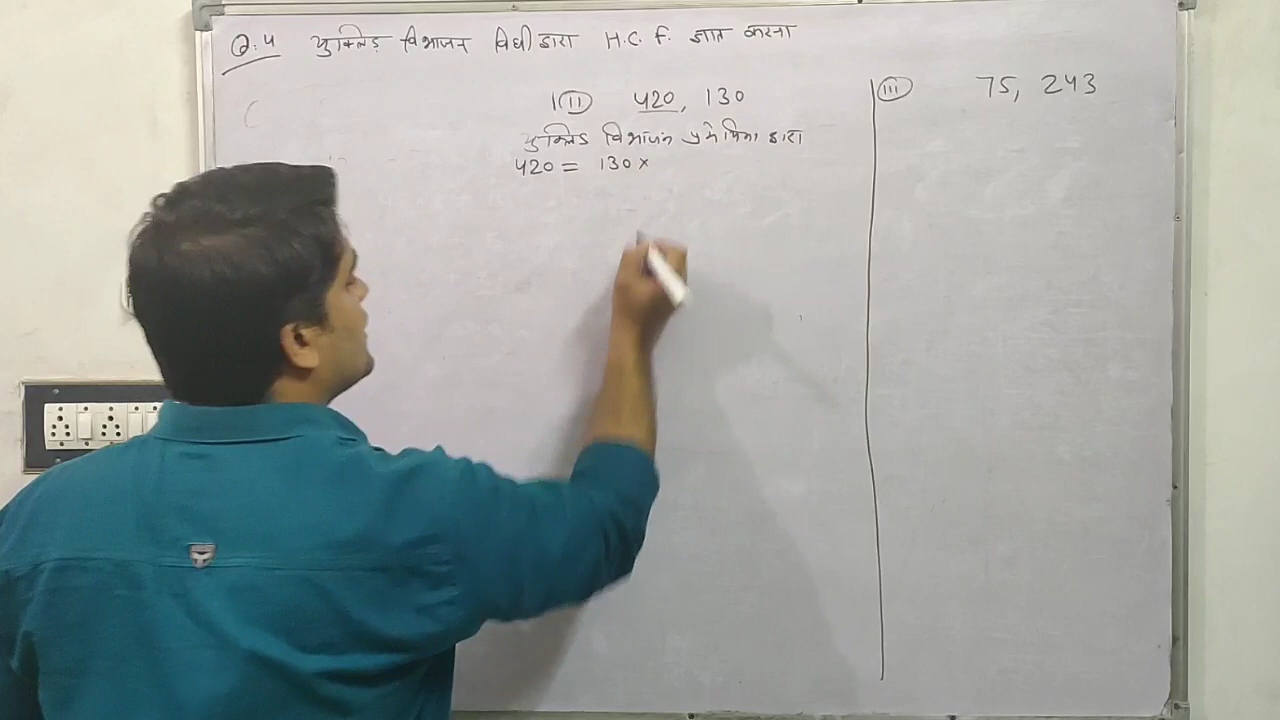 Q.4 युक्लिड विभाजन विधी द्वारा H.C.F. ज्ञात करना
(II) 420, 130
युक्लिड विभाजन प्रमेयिका द्वारा
420 = 130 ×
(III) 75, 243